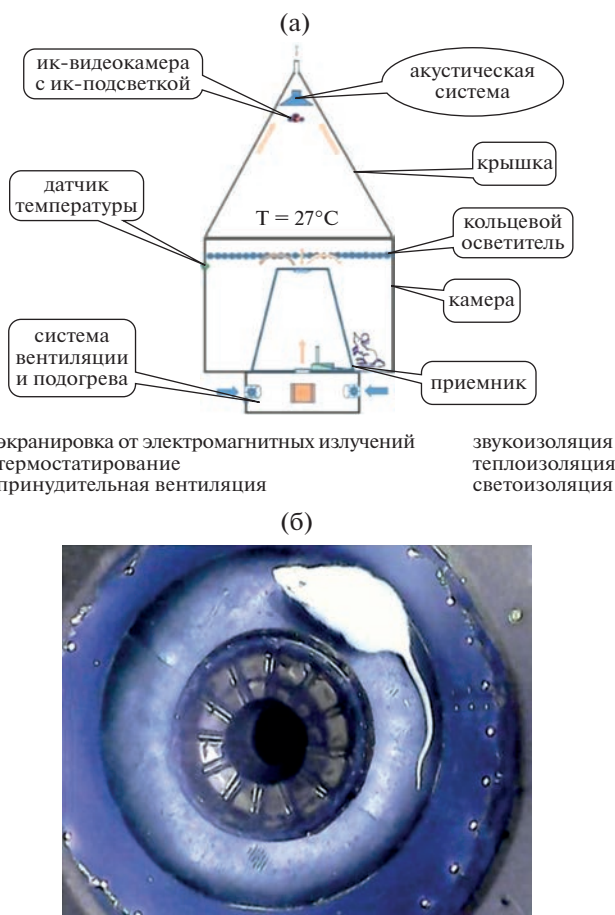 (а)
ик-видеокамера
с ик-подсветкой
акустическая
система
крышка
датчик
температуры
T = 27°C
кольцевой
осветитель
камера
система
вентиляции
и подогрева
приемник
экранировка от электромагнитных излучений
звукоизоляция
термостатирование
теплоизоляция
принудительная вентиляция
светоизоляция
(б)